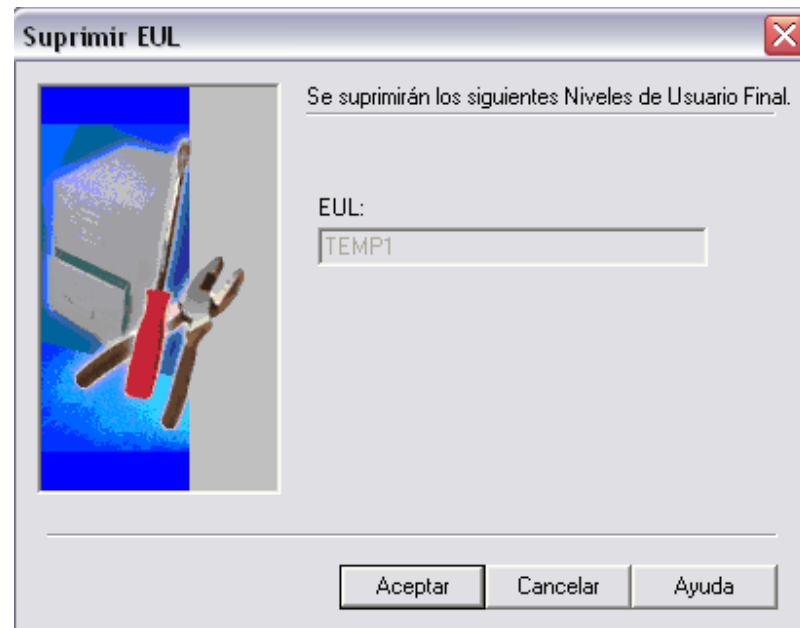 Suprimir EUL
Se suprimirán los siguientes Niveles de Usuario Final.
EUL:
TEMP1
Aceptar
Cancelar
Ayuda